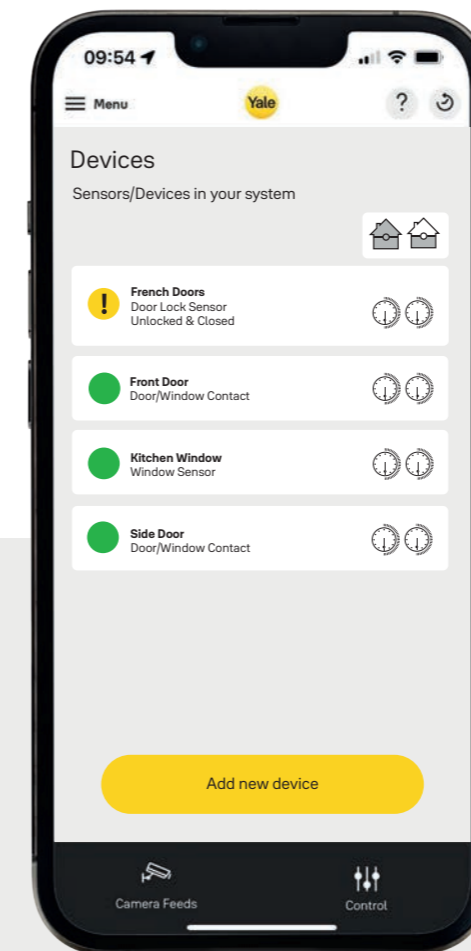 09:54
Menu
Yale
?
Devices
Sensors/Devices in your system
!
French Doors
Door Lock Sensor
Unlocked & Closed
Front Door
Door/Window Contact
Kitchen Window
Window Sensor
Side Door
Door/Window Contact
Add new device
Camera Feeds
Control